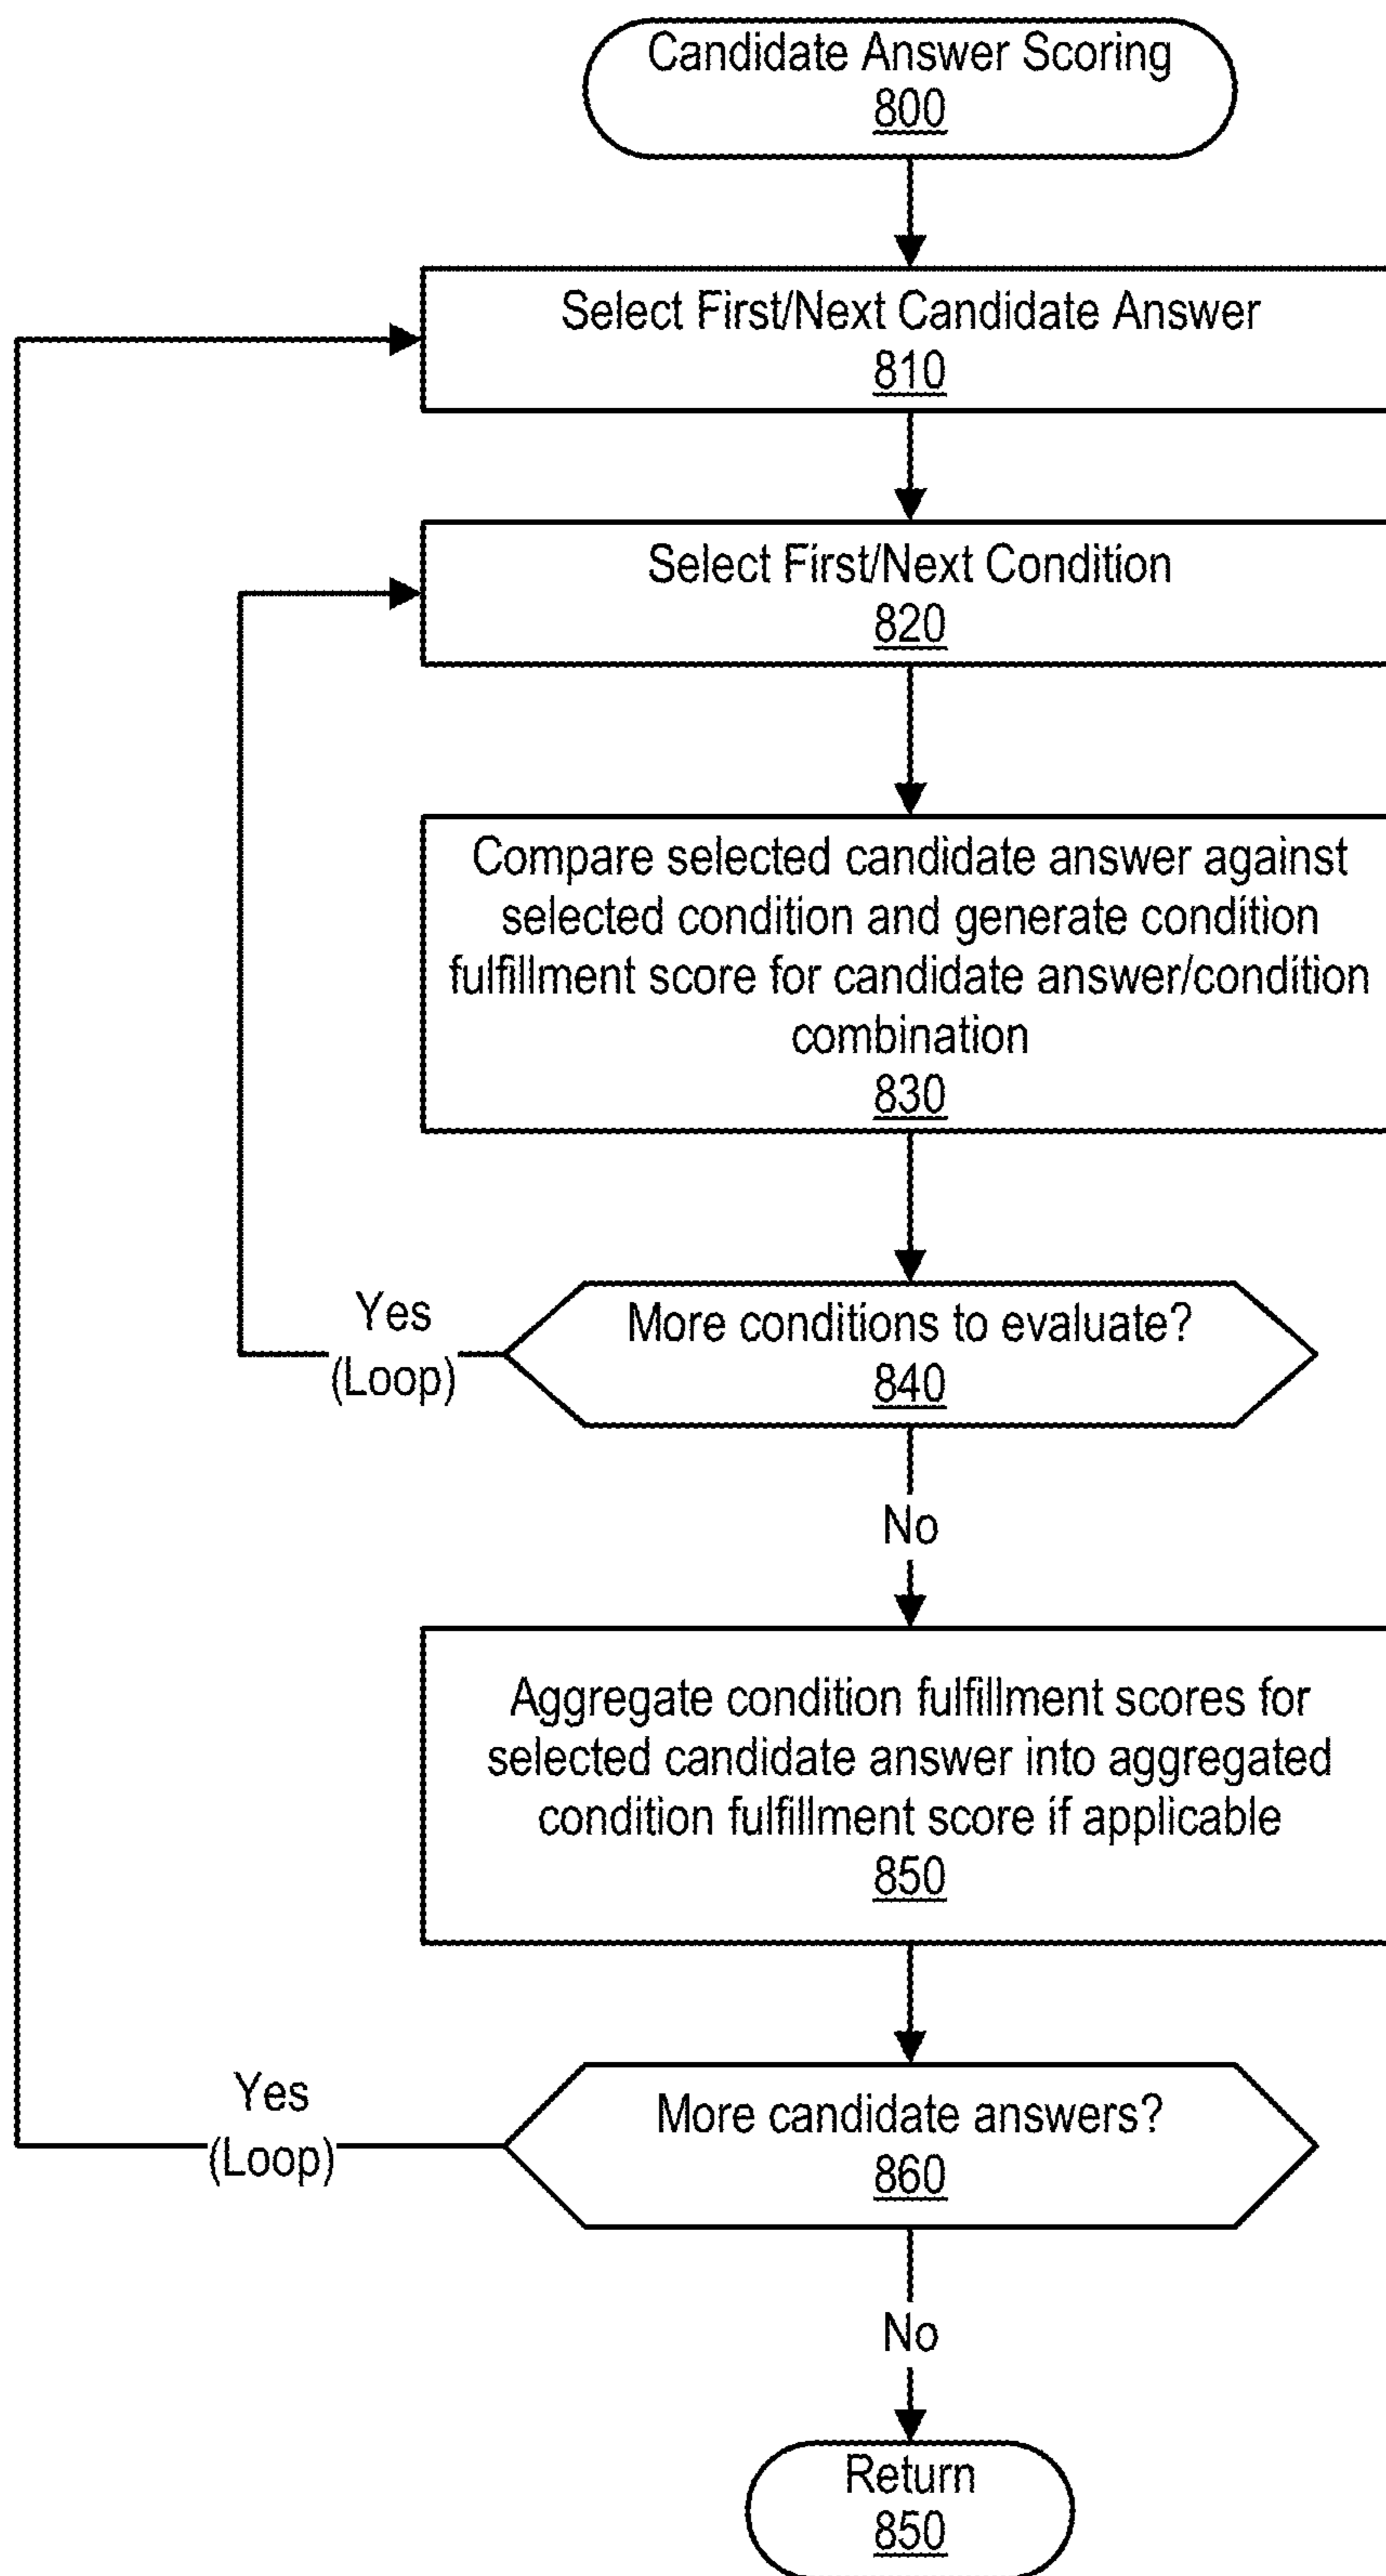 Candidate Answer Scoring
800
Select First/Next Candidate Answer
810
Select First/Next Condition
820
Compare selected candidate answer against
selected condition and generate condition
fulfillment score for candidate answer/condition
combination
830
More conditions to evaluate?
840
Yes
(Loop)
No
Aggregate condition fulfillment scores for
selected candidate answer into aggregated
condition fulfillment score if applicable
850
More candidate answers?
860
Yes
(Loop)
No
Return
850